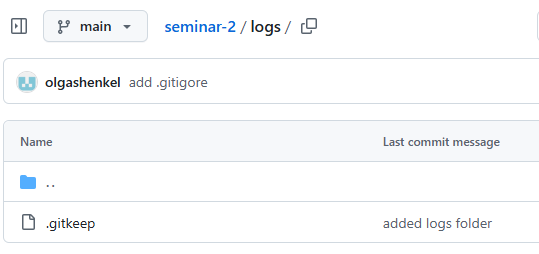 main
seminar-2 / logs /
olgashenkel add .gitigore
Name Last commit message
..
.gitkeep added logs folder